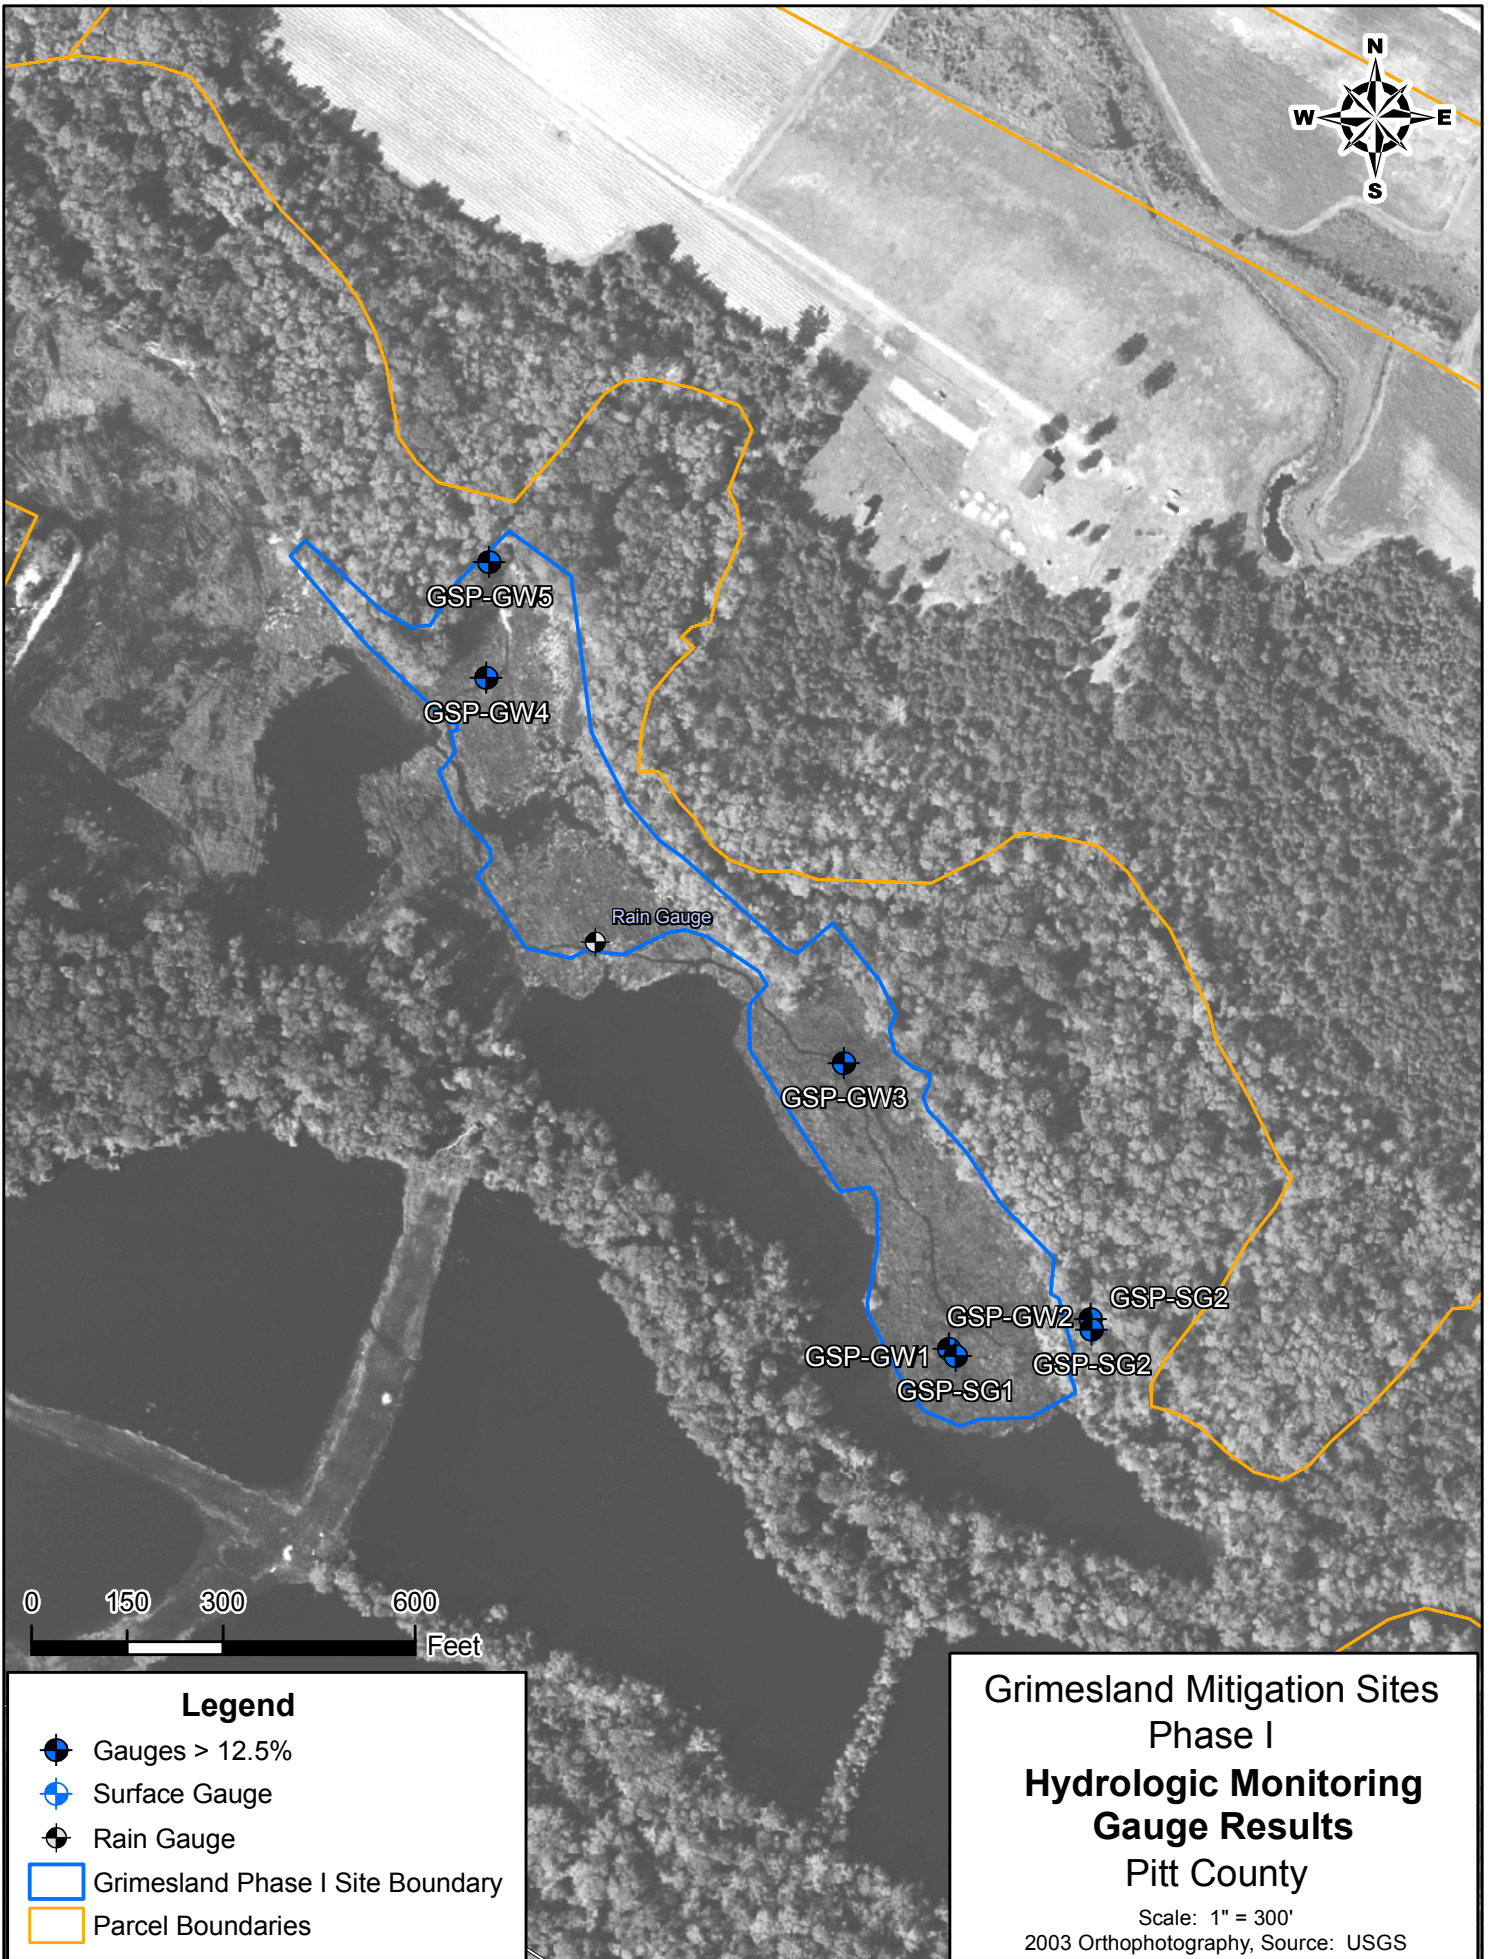 N
W E
S
GSP-GW5
GSP-GW4
Rain Gauge
GSP-GW3
GSP-SG2
GSP-GW2
GSP-GW1
GSP-SG2
GSP-SG1
0 150 300 600
Feet
Legend
Gauges > 12.5%
Surface Gauge
Rain Gauge
Grimesland Phase I Site Boundary
Parcel Boundaries
Grimesland Mitigation Sites
Phase I
Hydrologic Monitoring
Gauge Results
Pitt County
Scale: 1" = 300'
2003 Orthophotography, Source: USGS